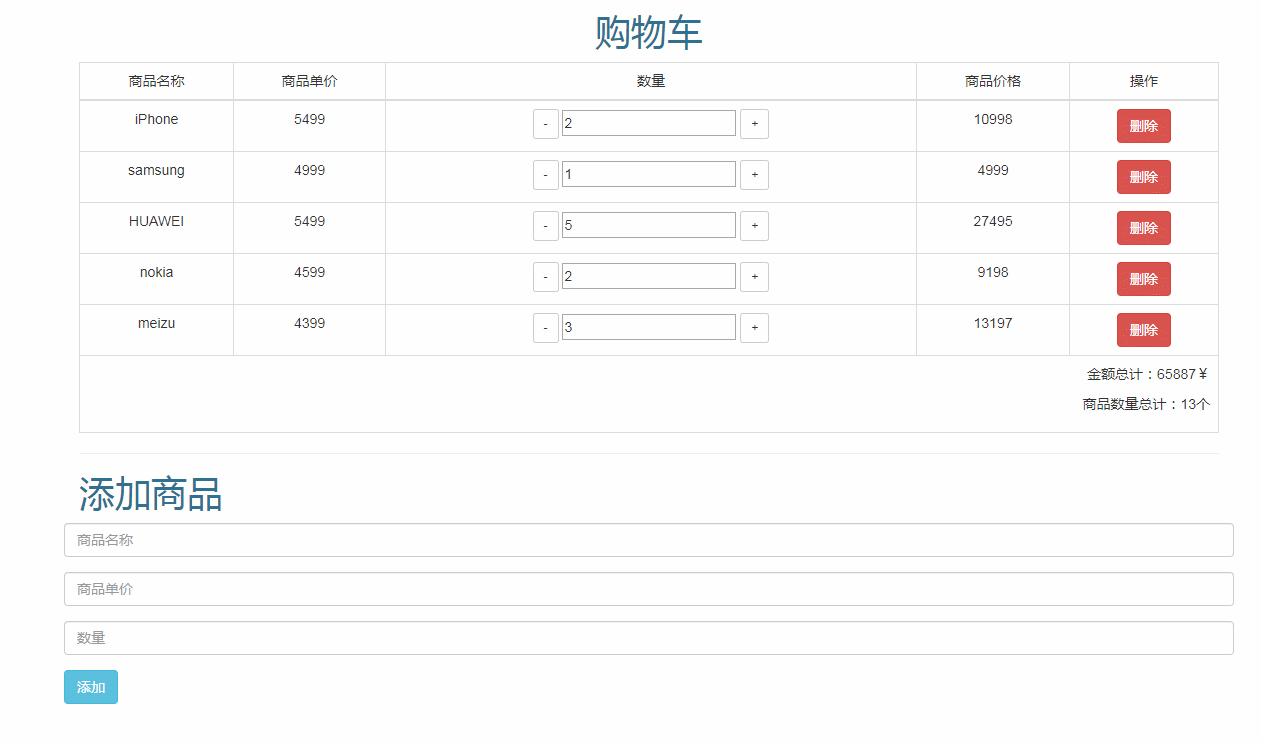 购物车
商品名称 商品单价 数量 商品价格 操作
iPhone 5499 - 2 + 10998 删除
samsung 4999 - 1 + 4999 删除
HUAWEI 5499 - 5 + 27495 删除
nokia 4599 - 2 + 9198 删除
meizu 4399 - 3 + 13197 删除
金额总计：65887￥
商品数量总计：13个
添加商品
商品名称
商品单价
数量
添加